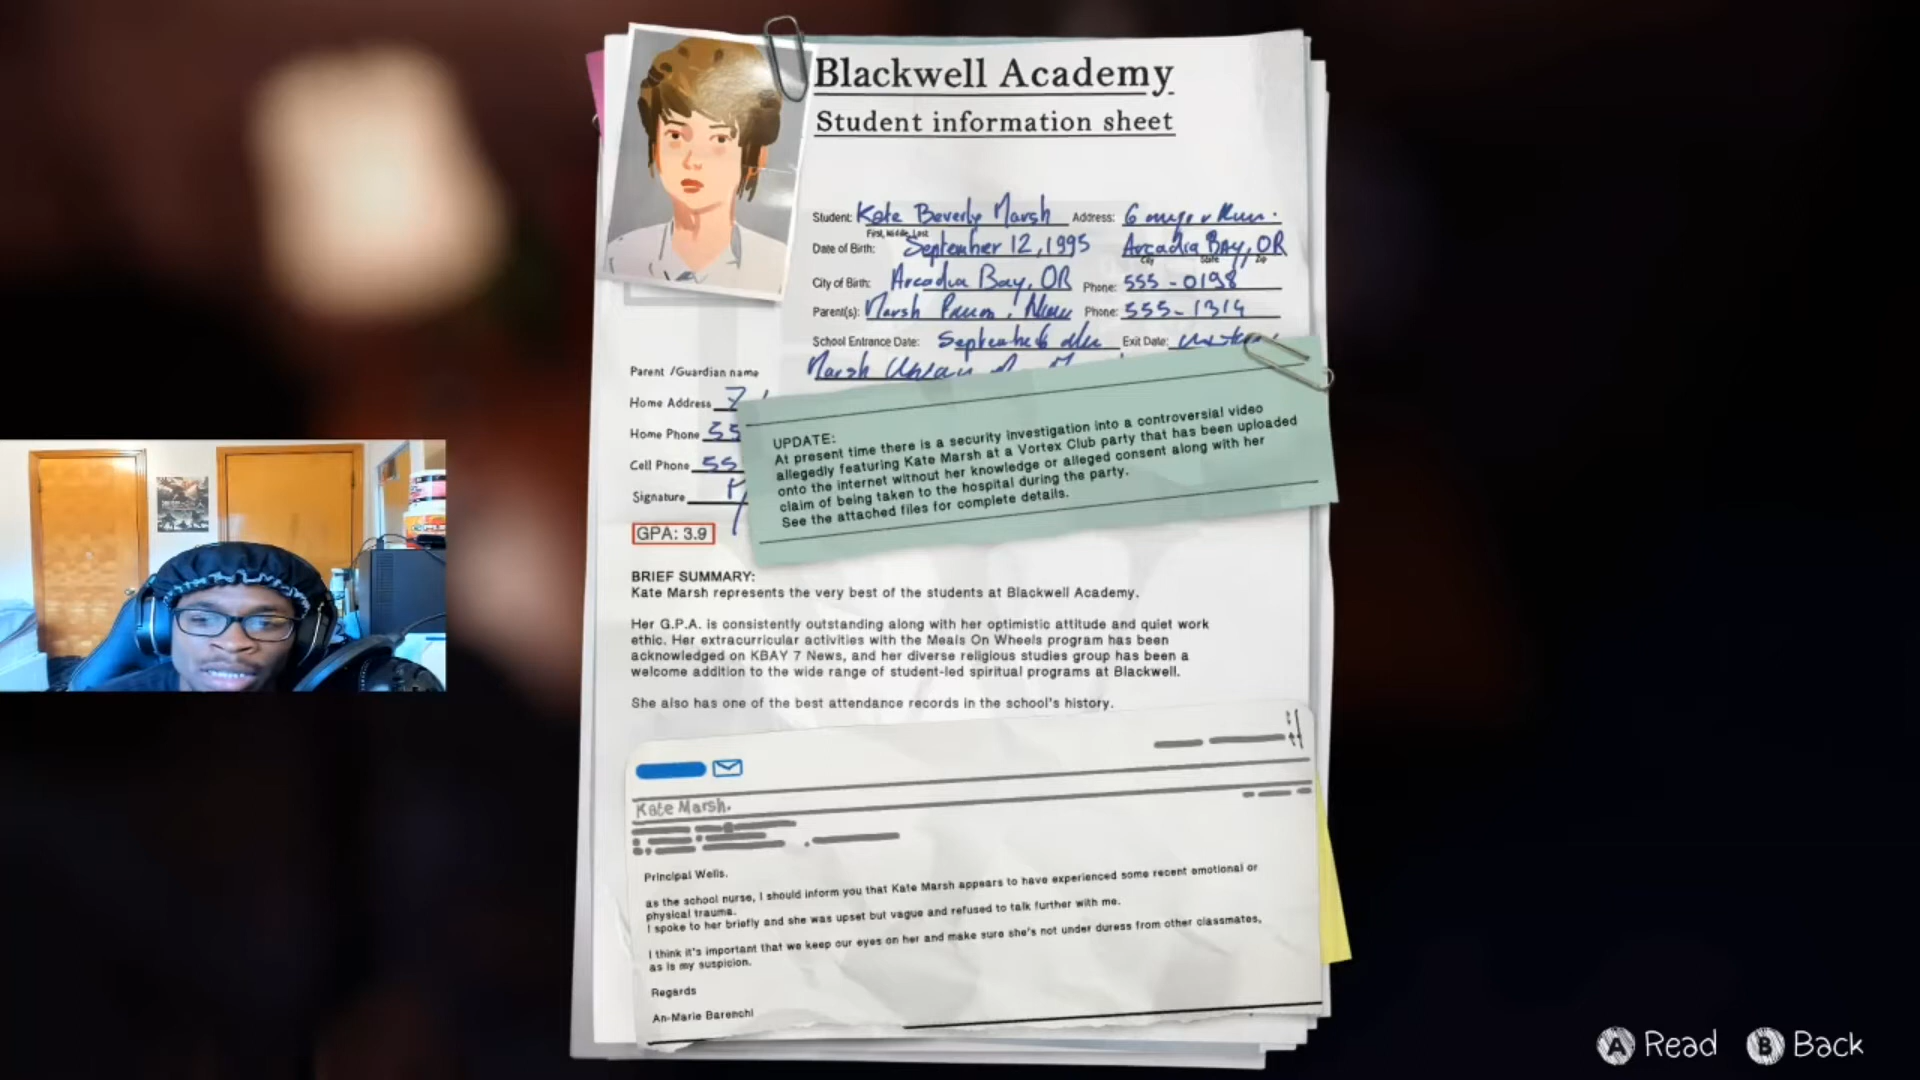 Blackwell Academy
Student information sheet
Student: Kate Beverly Marsh Address: 6
First, Middle, Last
Date of Birth: September 12, 1995 Arcadia Bay, OR
City State Zip
City of Birth: Arcadia Bay, OR Phone: 555-0198
Parent(s): Marsh Phone: 555-1314
School Entrance Date: September Exit Date:
Parent /Guardian name Marsh
Home Address 7
Home Phone 55
Cell Phone 55
Signature
GPA: 3.9
UPDATE:
At present time there is a security investigation into a controversial video
allegedly featuring Kate Marsh at a Vortex Club party that has been uploaded
onto the internet without her knowledge or alleged consent along with her
claim of being taken to the hospital during the party.
See the attached files for complete details.
BRIEF SUMMARY:
Kate Marsh represents the very best of the students at Blackwell Academy.
Her G.P.A. is consistently outstanding along with her optimistic attitude and quiet work
ethic. Her extracurricular activities with the Meals On Wheels program has been
acknowledged on KBAY 7 News, and her diverse religious studies group has been a
welcome addition to the wide range of student-led spiritual programs at Blackwell.
She also has one of the best attendance records in the school's history.
Kate Marsh.
Principal Wells.
as the school nurse, I should inform you that Kate Marsh appears to have experienced some recent emotional or
physical trauma.
I spoke to her briefly and she was upset but vague and refused to talk further with me.
I think it's important that we keep our eyes on her and make sure she's not under duress from other classmates,
as is my suspicion.
Regards
An-Marie Barenchi
A Read B Back